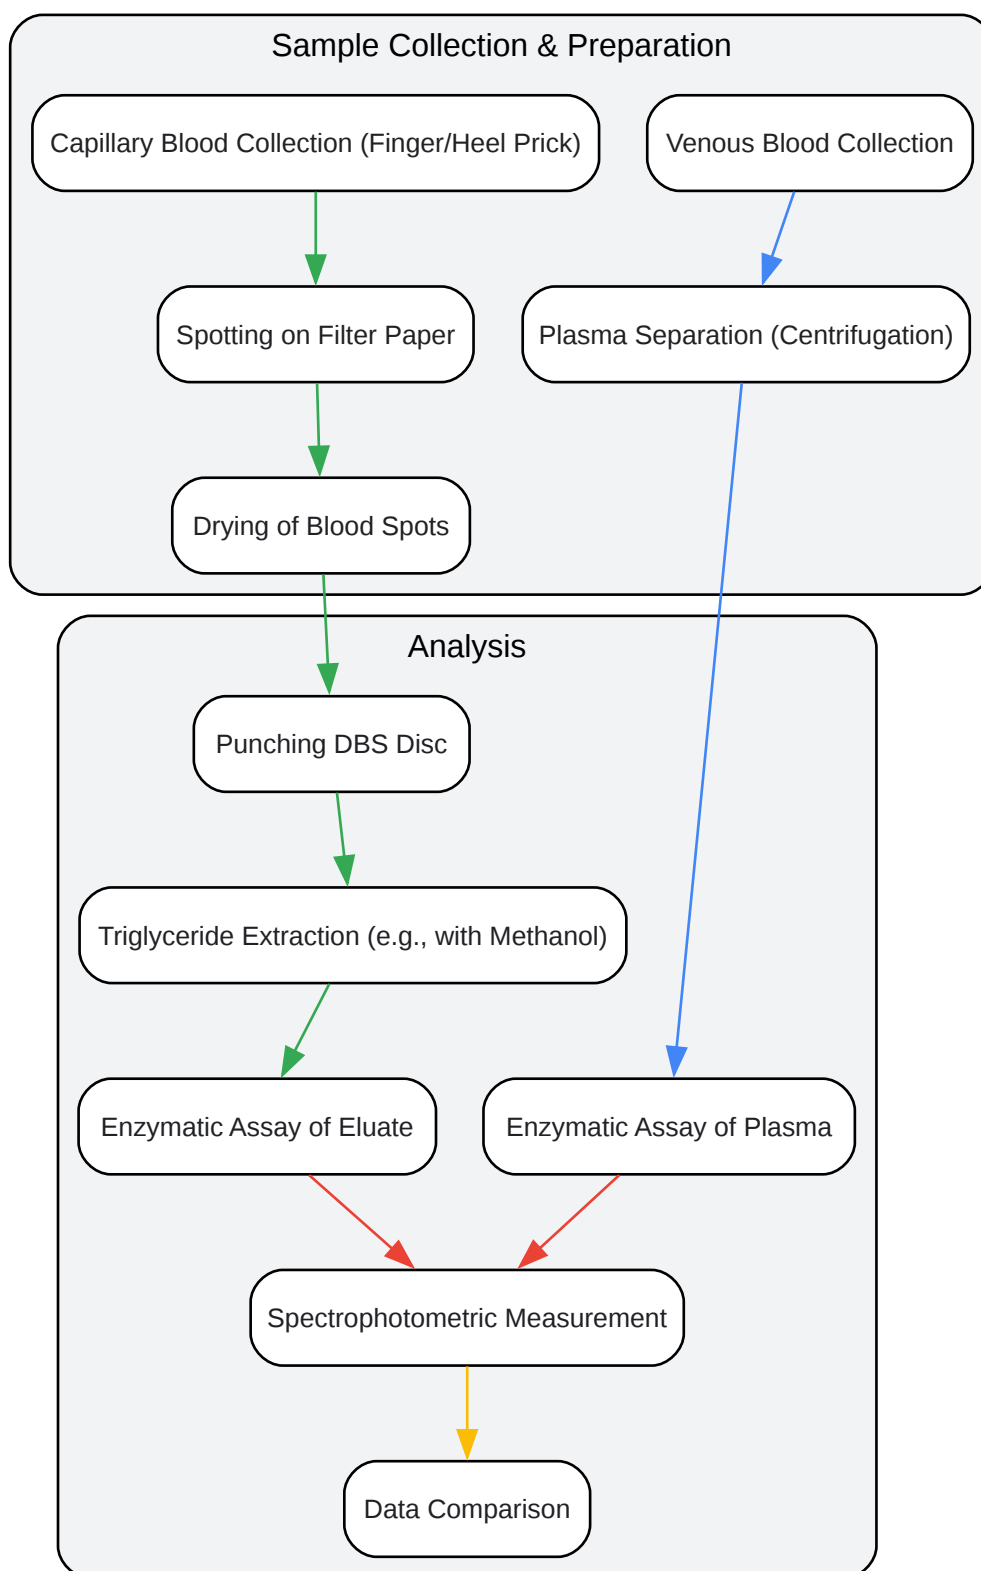 Sample Collection & Preparation
Capillary Blood Collection (Finger/Heel Prick)
Venous Blood Collection
Spotting on Filter Paper
Plasma Separation (Centrifugation)
Drying of Blood Spots
Analysis
Punching DBS Disc
Triglyceride Extraction (e.g., with Methanol)
Enzymatic Assay of Eluate
Enzymatic Assay of Plasma
Spectrophotometric Measurement
Data Comparison